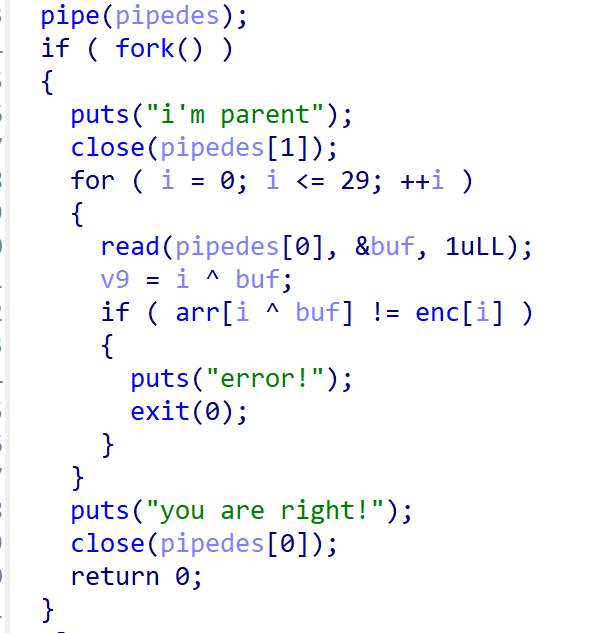 pipe(pipedes);
if ( fork() )
{
puts("i'm parent");
close(pipedes[1]);
for ( i = 0; i <= 29; ++i )
{
read(pipedes[0], &buf, 1uLL);
v9 = i ^ buf;
if ( arr[i ^ buf] != enc[i] )
{
puts("error!");
exit(0);
}
}
puts("you are right!");
close(pipedes[0]);
return 0;
}